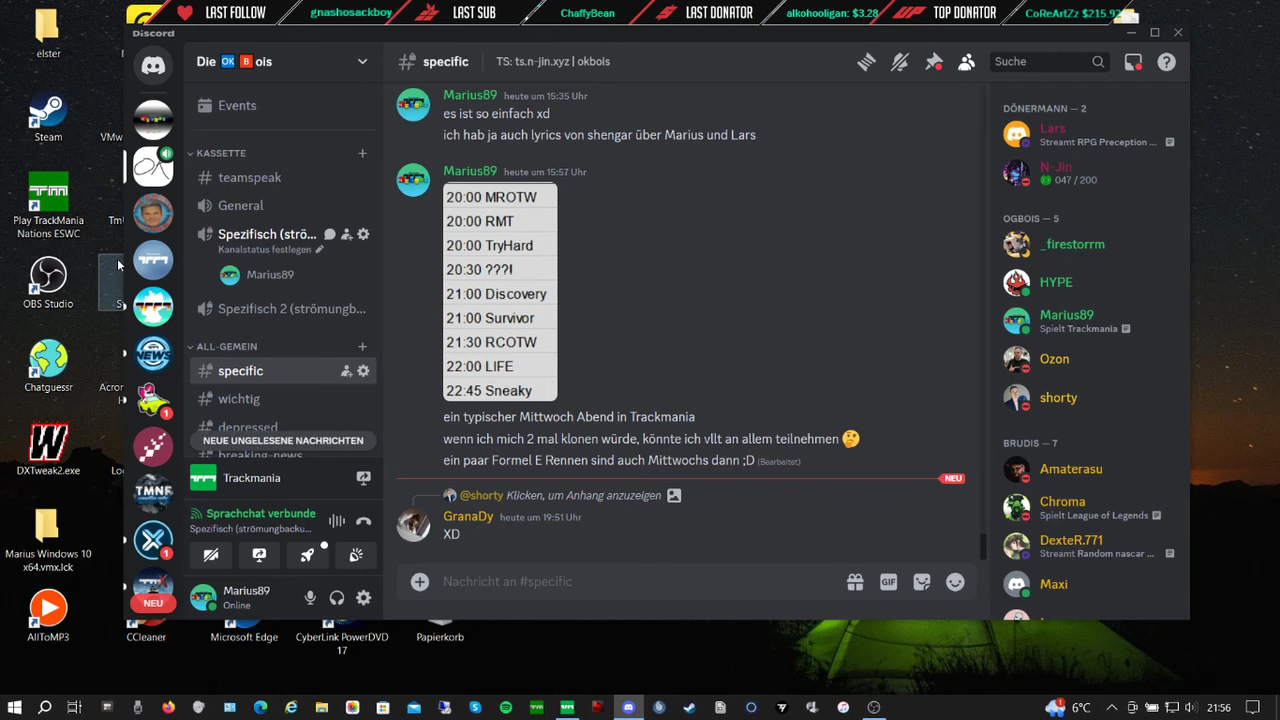 LAST FOLLOW
gnashosackboy
LAST SUB
ChaffyBean
LAST DONATOR
alkohooligan: $3.28
TOP DONATOR
CoReArtZz $215.92
elster
Steam
VMw
Play TrackMania
Nations ESWC
TmU
OBS Studio
S
Chatguessr
Acron
DXTweak2.exe
Lo
Marius Windows 10
x64.vmx.lck
AllToMP3
CCleaner
Microsoft Edge
CyberLink PowerDVD
17
Papierkorb
Discord
NEU
Die OK B ois
Events
KASSETTE
teamspeak
General
Spezifisch (strö...
Kanalstatus festlegen
Marius89
Spezifisch 2 (strömungb...
ALL-GEMEIN
specific
wichtig
depressed
NEUE UNGELESENE NACHRICHTEN
breaking-news
Trackmania
Sprachchat verbunde
Spezifisch (strömungbacku...
Marius89
Online
specific
TS: ts.n-jin.xyz | okbois
Suche
Marius89 heute um 15:35 Uhr
es ist so einfach xd
ich hab ja auch lyrics von shengar über Marius und Lars
Marius89 heute um 15:57 Uhr
20:00 MROTW
20:00 RMT
20:00 TryHard
20:30 ???!
21:00 Discovery
21:00 Survivor
21:30 RCOTW
22:00 LIFE
22:45 Sneaky
ein typischer Mittwoch Abend in Trackmania
wenn ich mich 2 mal klonen würde, könnte ich vllt an allem teilnehmen 🤔
ein paar Formel E Rennen sind auch Mittwochs dann ;D (Bearbeitet)
NEU
@shorty Klicken, um Anhang anzuzeigen
GranaDy heute um 19:51 Uhr
XD
Nachricht an #specific
GIF
DÖNERMANN – 2
Lars
Streamt RPG Preception ...
N-Jin
047 / 200
OGBOIS – 5
_firestorrm
HYPE
Marius89
Spielt Trackmania
Ozon
shorty
BRUDIS – 7
Amaterasu
Chroma
Spielt League of Legends
DexteR.771
Streamt Random nascar ...
Maxi
6°C
21:56